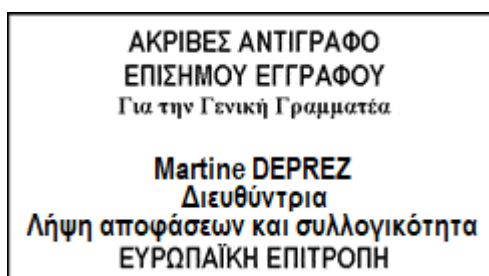 ΑΚΡΙΒΕΣ ΑΝΤΙΓΡΑΦΟ
ΕΠΙΣΗΜΟΥ ΕΓΓΡΑΦΟΥ
Για την Γενική Γραμματέα
Martine DEPREZ
Διευθύντρια
Λήψη αποφάσεων και συλλογικότητα
ΕΥΡΩΠΑΪΚΗ ΕΠΙΤΡΟΠΗ